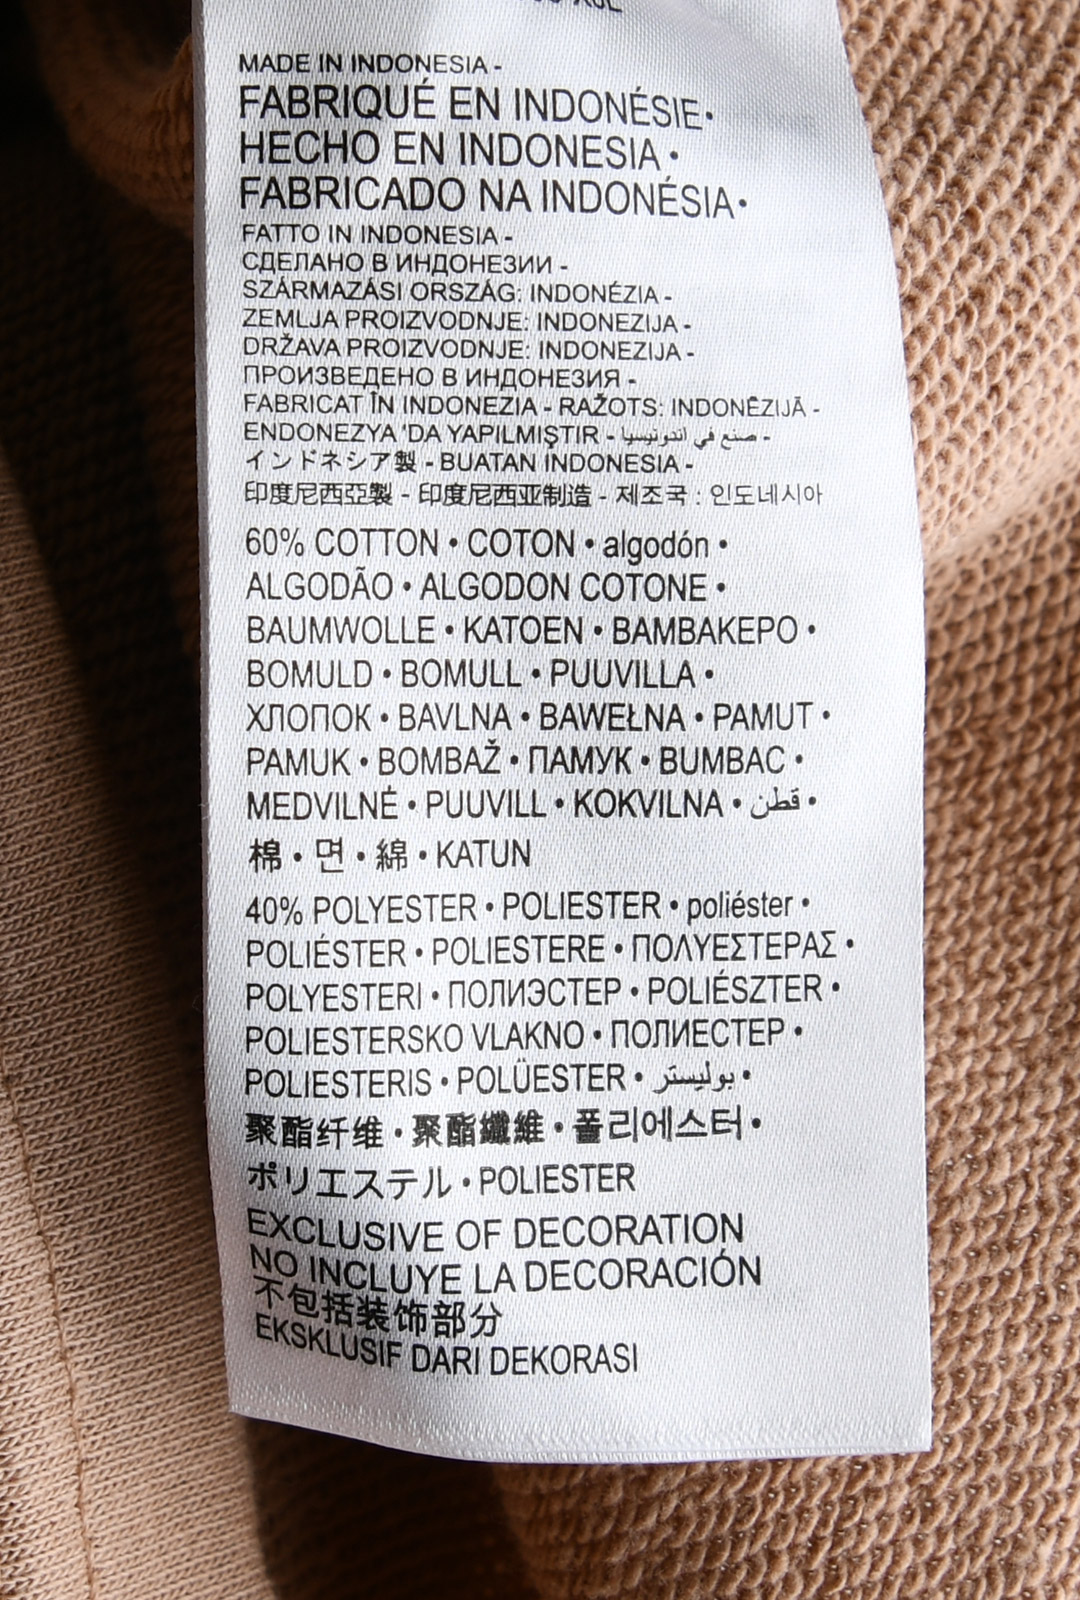 MADE IN INDONESIA -
FABRIQUÉ EN INDONÉSIE•
HECHO EN INDONESIA •
FABRICADO NA INDONÉSIA•
FATTO IN INDONESIA -
СДЕЛАНО В ИНДОНЕЗИИ -
SZÁRMAZÁSI ORSZÁG: INDONÉZIA -
ZEMLJA PROIZVODNJE: INDONEZIJA -
DRŽAVA PROIZVODNJE: INDONEZIJA -
ПРОИЗВЕДЕНО В ИНДОНЕЗИЯ -
FABRICAT ÎN INDONEZIA - RAŽOTS: INDONĒZIJĀ -
ENDONEZYA 'DA YAPILMIŞTIR - صنع في اندونيسيا -
インドネシア製 - BUATAN INDONESIA -
印度尼西亞製 - 印度尼西亚制造 - 제조국 : 인도네시아
60% COTTON • COTON • algodón •
ALGODÃO • ALGODON COTONE •
BAUMWOLLE • KATOEN • ΒΑΜΒΑΚΕΡΟ •
BOMULD • BOMULL • PUUVILLA •
ХЛОПОК • BAVLNA • BAWEŁNA • PAMUT •
PAMUK • BOMBAŽ • ПАМУК • BUMBAC •
MEDVILNĖ • PUUVILL • KOKVILNA • قطن •
棉 • 면 • 綿 • KATUN
40% POLYESTER • POLIESTER • poliéster •
POLIÉSTER • POLIESTERE • ΠΟΛΥΕΣΤΕΡΑΣ •
POLYESTERI • ПОЛИЭСТЕР • POLIÉSZTER •
POLIESTERSKO VLAKNO • ПОЛИЕСТЕР •
POLIESTERIS • POLÜESTER • بوليستر •
聚酯纤维 • 聚酯纖維 • 폴리에스터 •
ポリエステル • POLIESTER
EXCLUSIVE OF DECORATION
NO INCLUYE LA DECORACIÓN
不包括装饰部分
EKSKLUSIF DARI DEKORASI